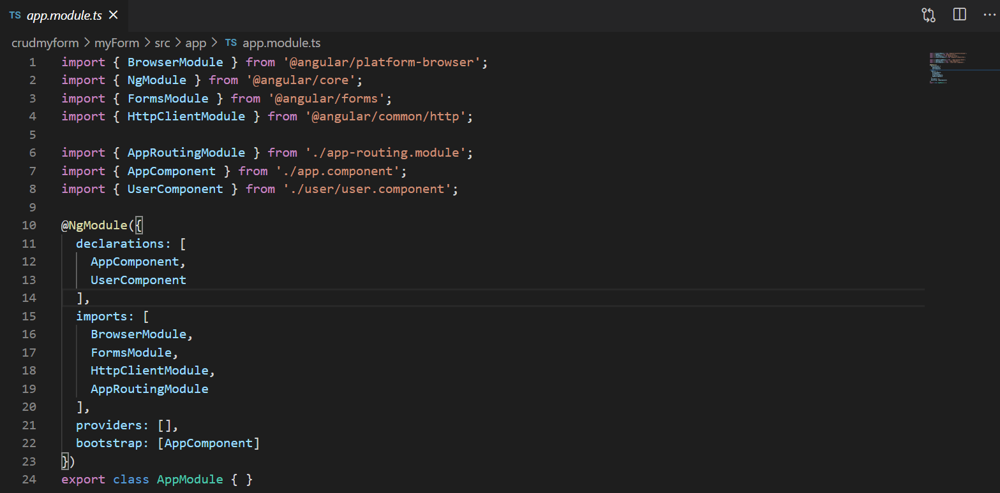 TS app.module.ts
crudmyform > myForm > src > app > TS app.module.ts
1 import { BrowserModule } from '@angular/platform-browser';
2 import { NgModule } from '@angular/core';
3 import { FormsModule } from '@angular/forms';
4 import { HttpClientModule } from '@angular/common/http';
5
6 import { AppRoutingModule } from './app-routing.module';
7 import { AppComponent } from './app.component';
8 import { UserComponent } from './user/user.component';
9
10 @NgModule({
11   declarations: [
12     AppComponent,
13     UserComponent
14   ],
15   imports: [
16     BrowserModule,
17     FormsModule,
18     HttpClientModule,
19     AppRoutingModule
20   ],
21   providers: [],
22   bootstrap: [AppComponent]
23 })
24 export class AppModule { }